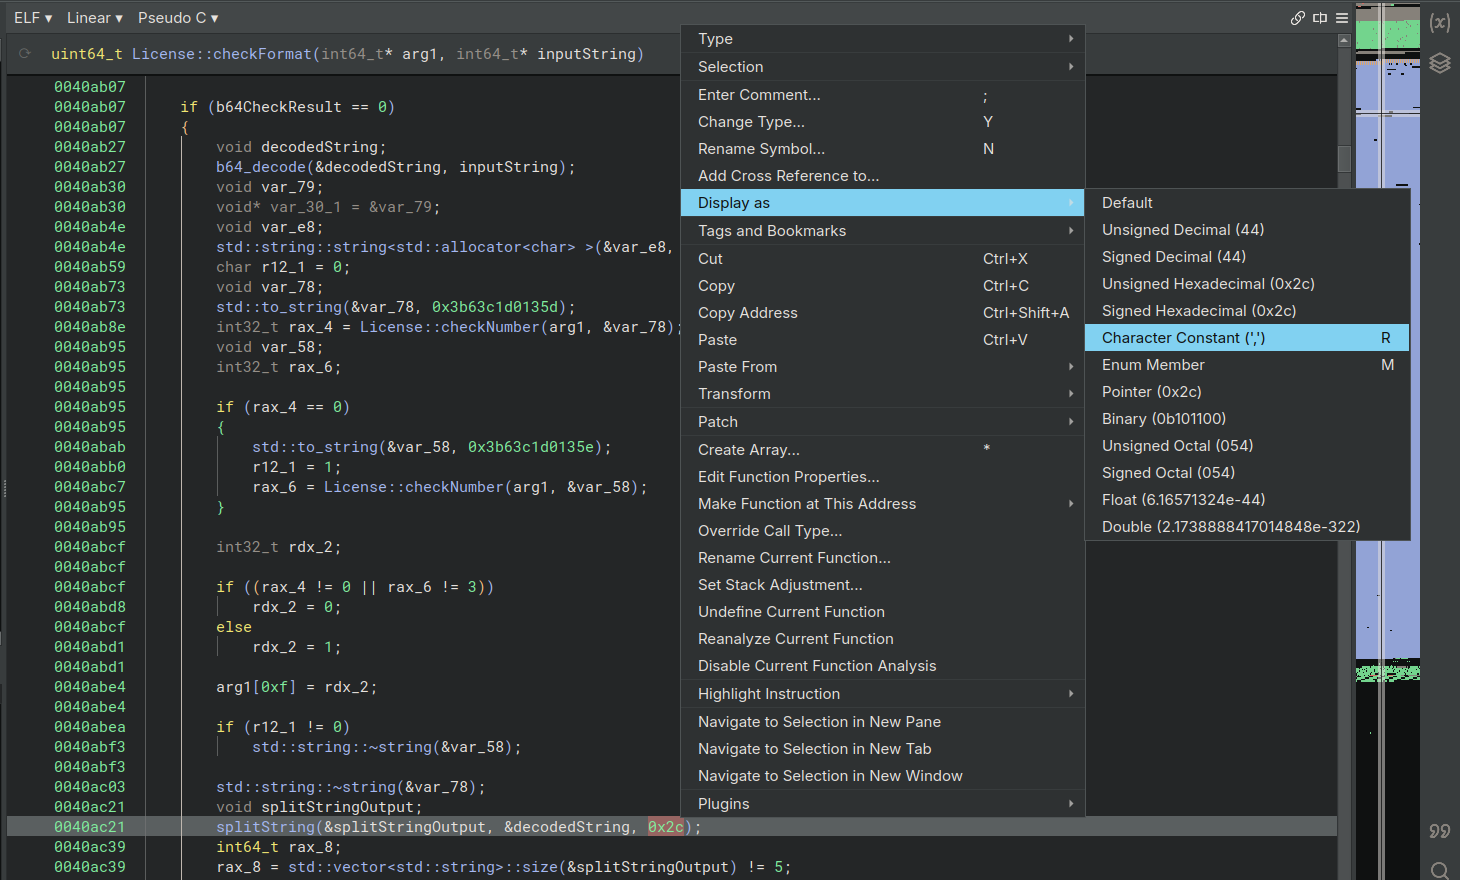 ELF ▾ Linear ▾ Pseudo C ▾
uint64_t License::checkFormat(int64_t* arg1, int64_t* inputString)
0040ab07
0040ab07 if (b64CheckResult == 0)
0040ab07 {
0040ab27 void decodedString;
0040ab27 b64_decode(&decodedString, inputString);
0040ab30 void var_79;
0040ab30 void* var_30_1 = &var_79;
0040ab4e void var_e8;
0040ab4e std::string::string<std::allocator<char> >(&var_e8,
0040ab59 char r12_1 = 0;
0040ab73 void var_78;
0040ab73 std::to_string(&var_78, 0x3b63c1d0135d);
0040ab8e int32_t rax_4 = License::checkNumber(arg1, &var_78);
0040ab95 void var_58;
0040ab95 int32_t rax_6;
0040ab95
0040ab95 if (rax_4 == 0)
0040ab95 {
0040abab std::to_string(&var_58, 0x3b63c1d0135e);
0040abb0 r12_1 = 1;
0040abc7 rax_6 = License::checkNumber(arg1, &var_58);
0040ab95 }
0040ab95
0040abcf int32_t rdx_2;
0040abcf
0040abcf if ((rax_4 != 0 || rax_6 != 3))
0040abd8 rdx_2 = 0;
0040abcf else
0040abd1 rdx_2 = 1;
0040abd1
0040abe4 arg1[0xf] = rdx_2;
0040abe4
0040abea if (r12_1 != 0)
0040abf3 std::string::~string(&var_58);
0040abf3
0040ac03 std::string::~string(&var_78);
0040ac21 void splitStringOutput;
0040ac21 splitString(&splitStringOutput, &decodedString, 0x2c);
0040ac39 int64_t rax_8;
0040ac39 rax_8 = std::vector<std::string>::size(&splitStringOutput) != 5;
Type
Selection
Enter Comment... ;
Change Type... Y
Rename Symbol... N
Add Cross Reference to...
Display as
Tags and Bookmarks
Cut Ctrl+X
Copy Ctrl+C
Copy Address Ctrl+Shift+A
Paste Ctrl+V
Paste From
Transform
Patch
Create Array... *
Edit Function Properties...
Make Function at This Address
Override Call Type...
Rename Current Function...
Set Stack Adjustment...
Undefine Current Function
Reanalyze Current Function
Disable Current Function Analysis
Highlight Instruction
Navigate to Selection in New Pane
Navigate to Selection in New Tab
Navigate to Selection in New Window
Plugins
Default
Unsigned Decimal (44)
Signed Decimal (44)
Unsigned Hexadecimal (0x2c)
Signed Hexadecimal (0x2c)
Character Constant (',') R
Enum Member M
Pointer (0x2c)
Binary (0b101100)
Unsigned Octal (054)
Signed Octal (054)
Float (6.16571324e-44)
Double (2.1738888417014848e-322)
(x)